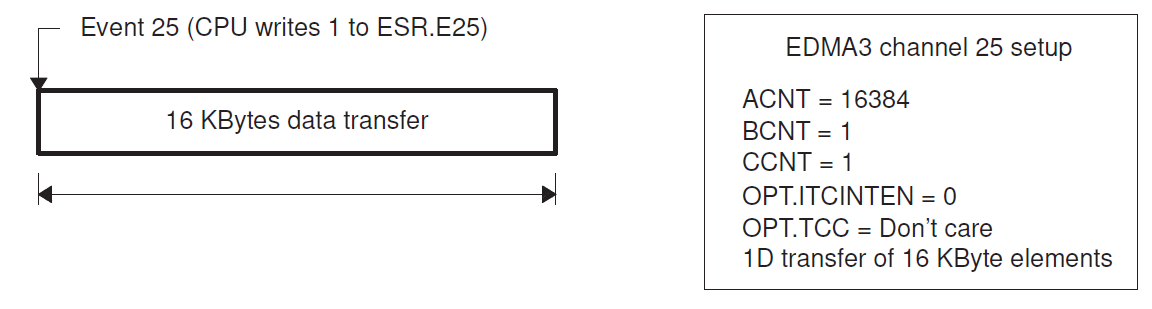 Event 25 (CPU writes 1 to ESR.E25)
16 KBytes data transfer
EDMA3 channel 25 setup
ACNT = 16384
BCNT = 1
CCNT = 1
OPT.ITCINTEN = 0
OPT.TCC = Don’t care
1D transfer of 16 KByte elements